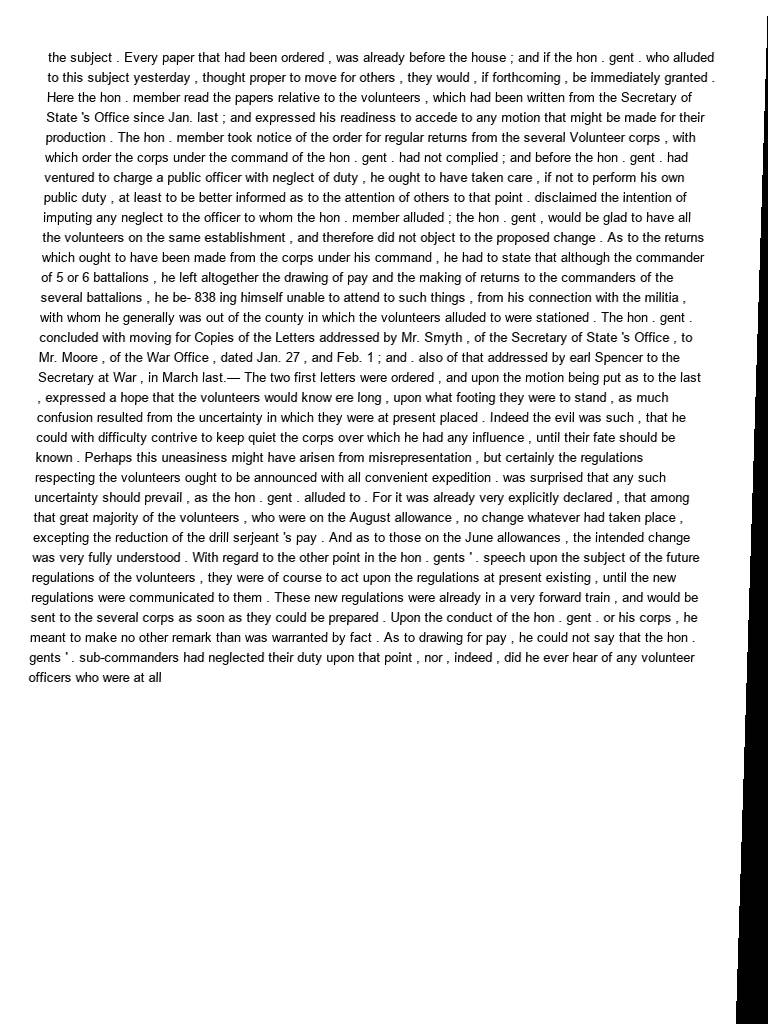 the subject . Every paper that had been ordered , was already before the house ; and if the hon . gent . who alluded
to this subject yesterday , thought proper to move for others , they would , if forthcoming , be immediately granted .
Here the hon . member read the papers relative to the volunteers , which had been written from the Secretary of
State 's Office since Jan. last ; and expressed his readiness to accede to any motion that might be made for their
production . The hon . member took notice of the order for regular returns from the several Volunteer corps , with
which order the corps under the command of the hon . gent . had not complied ; and before the hon . gent . had
ventured to charge a public officer with neglect of duty , he ought to have taken care , if not to perform his own
public duty , at least to be better informed as to the attention of others to that point . disclaimed the intention of
imputing any neglect to the officer to whom the hon . member alluded ; the hon . gent , would be glad to have all
the volunteers on the same establishment , and therefore did not object to the proposed change . As to the returns
which ought to have been made from the corps under his command , he had to state that although the commander
of 5 or 6 battalions , he left altogether the drawing of pay and the making of returns to the commanders of the
several battalions , he be- 838 ing himself unable to attend to such things , from his connection with the militia ,
with whom he generally was out of the county in which the volunteers alluded to were stationed . The hon . gent .
concluded with moving for Copies of the Letters addressed by Mr. Smyth , of the Secretary of State 's Office , to
Mr. Moore , of the War Office , dated Jan. 27 , and Feb. 1 ; and . also of that addressed by earl Spencer to the
Secretary at War , in March last.— The two first letters were ordered , and upon the motion being put as to the last
, expressed a hope that the volunteers would know ere long , upon what footing they were to stand , as much
confusion resulted from the uncertainty in which they were at present placed . Indeed the evil was such , that he
could with difficulty contrive to keep quiet the corps over which he had any influence , until their fate should be
known . Perhaps this uneasiness might have arisen from misrepresentation , but certainly the regulations
respecting the volunteers ought to be announced with all convenient expedition . was surprised that any such
uncertainty should prevail , as the hon . gent . alluded to . For it was already very explicitly declared , that among
that great majority of the volunteers , who were on the August allowance , no change whatever had taken place ,
excepting the reduction of the drill serjeant 's pay . And as to those on the June allowances , the intended change
was very fully understood . With regard to the other point in the hon . gents ' . speech upon the subject of the future
regulations of the volunteers , they were of course to act upon the regulations at present existing , until the new
regulations were communicated to them . These new regulations were already in a very forward train , and would be
sent to the several corps as soon as they could be prepared . Upon the conduct of the hon . gent . or his corps , he
meant to make no other remark than was warranted by fact . As to drawing for pay , he could not say that the hon .
gents ' . sub-commanders had neglected their duty upon that point , nor , indeed , did he ever hear of any volunteer
officers who were at all